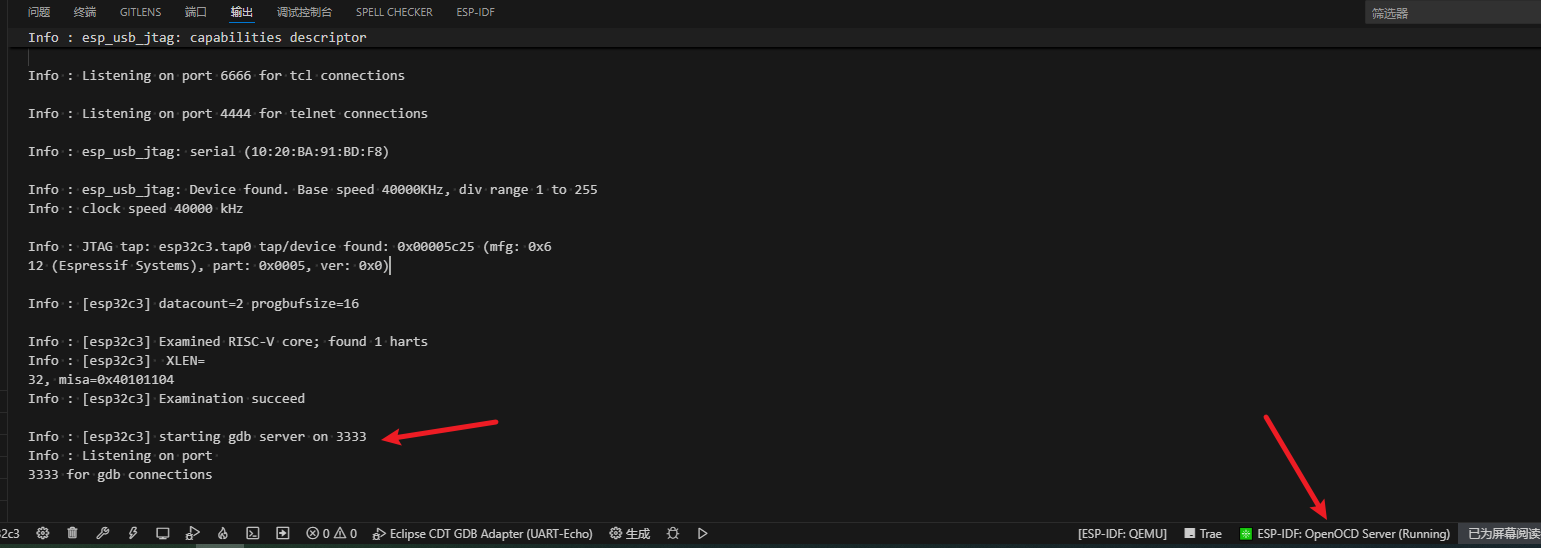 问题 终端 GITLENS 端口 输出 调试控制台 SPELL CHECKER ESP-IDF 筛选器
Info : esp_usb_jtag: capabilities descriptor
Info : Listening on port 6666 for tcl connections
Info : Listening on port 4444 for telnet connections
Info : esp_usb_jtag: serial (10:20:BA:91:BD:F8)
Info : esp_usb_jtag: Device found. Base speed 40000KHz, div range 1 to 255
Info : clock speed 40000 kHz
Info : JTAG tap: esp32c3.tap0 tap/device found: 0x00005c25 (mfg: 0x6
12 (Espressif Systems), part: 0x0005, ver: 0x0)
Info : [esp32c3] datacount=2 progbufsize=16
Info : [esp32c3] Examined RISC-V core; found 1 harts
Info : [esp32c3]  XLEN=
32, misa=0x40101104
Info : [esp32c3] Examination succeed
Info : [esp32c3] starting gdb server on 3333
Info : Listening on port
3333 for gdb connections
32c3 0 0 Eclipse CDT GDB Adapter (UART-Echo) 生成 [ESP-IDF: QEMU] Trae ESP-IDF: OpenOCD Server (Running) 已为屏幕阅读